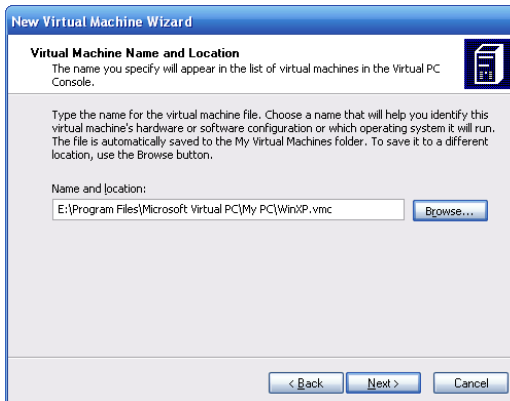 New Virtual Machine Wizard
Virtual Machine Name and Location
The name you specify will appear in the list of virtual machines in the Virtual PC
Console.
Type the name for the virtual machine file. Choose a name that will help you identify this
virtual machine's hardware or software configuration or which operating system it will run.
The file is automatically saved to the My Virtual Machines folder. To save it to a different
location, use the Browse button.
Name and location:
E:\Program Files\Microsoft Virtual PC\My PC\WinXP.vmc
Browse...
< Back
Next >
Cancel